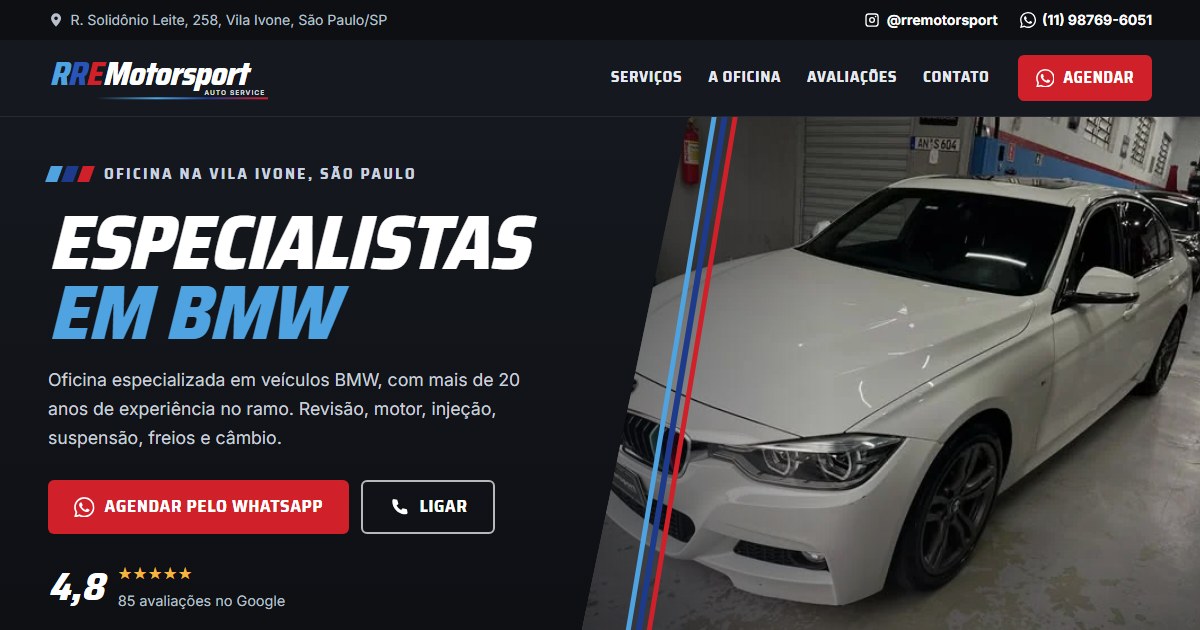 R. Solidônio Leite, 258, Vila Ivone, São Paulo/SP
@rremotorsport
(11) 98769-6051
RREMotorsport
AUTO SERVICE
SERVIÇOS
A OFICINA
AVALIAÇÕES
CONTATO
AGENDAR
OFICINA NA VILA IVONE, SÃO PAULO
ESPECIALISTAS
EM BMW
Oficina especializada em veículos BMW, com mais de 20
anos de experiência no ramo. Revisão, motor, injeção,
suspensão, freios e câmbio.
AGENDAR PELO WHATSAPP
LIGAR
4,8
★★★★★
85 avaliações no Google